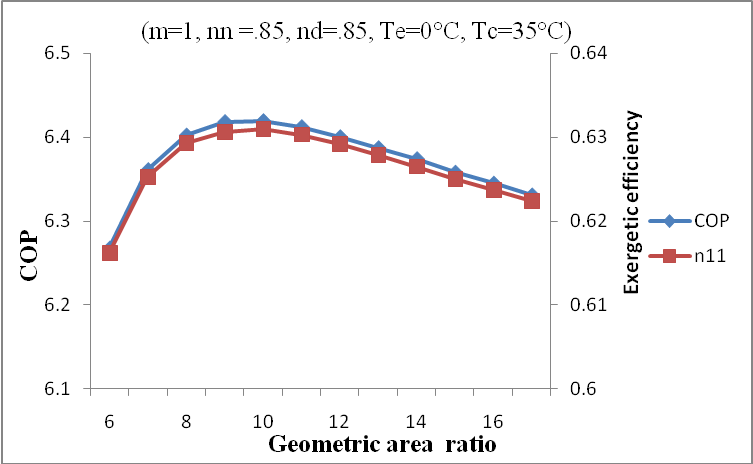 (m=1, nn =.85, nd=.85, Te=0°C, Tc=35°C)
6.5
6.4
6.3
6.2
6.1
COP
0.64
0.63
0.62
0.61
0.6
Exergetic efficiency
COP
n11
6 8 10 12 14 16
Geometric area ratio